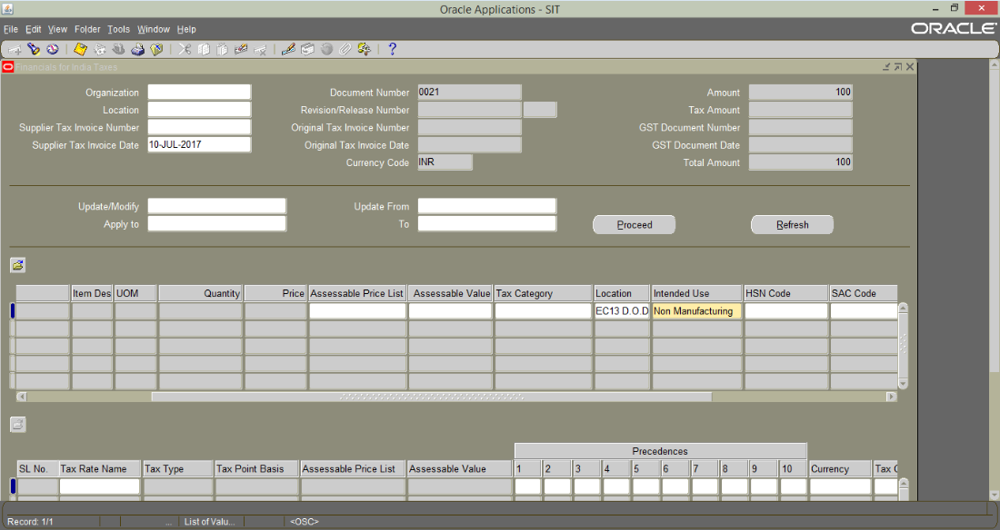 Oracle Applications - SIT
File Edit View Folder Tools Window Help
ORACLE
Financials for India Taxes
Organization
Document Number 0021
Amount 100
Location
Revision/Release Number
Tax Amount
Supplier Tax Invoice Number
Original Tax Invoice Number
GST Document Number
Supplier Tax Invoice Date 10-JUL-2017
Original Tax Invoice Date
GST Document Date
Currency Code INR
Total Amount 100
Update/Modify
Update From
Apply to
To
Proceed
Refresh
Item Des UOM Quantity Price Assessable Price List Assessable Value Tax Category Location Intended Use HSN Code SAC Code
EC13 D.O.D Non Manufacturing
Precedences
SL No. Tax Rate Name Tax Type Tax Point Basis Assessable Price List Assessable Value 1 2 3 4 5 6 7 8 9 10 Currency Tax C
Record: 1/1 ... List of Valu... <OSC>